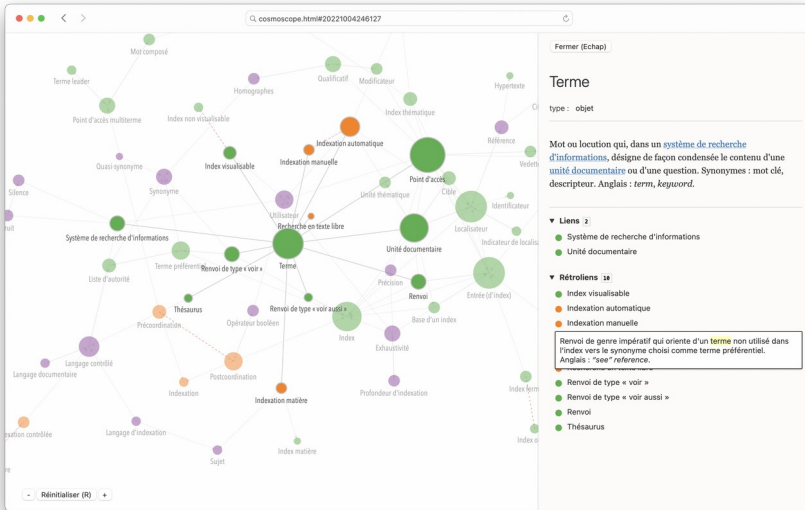 cosmoscope.html#20221004246127
Mot composé
Terme leader
Point d'accès multiterme
Homographes
Qualificatif
Modificateur
Hypertexte
Index non visualisable
Index thématique
Référence
Indexation automatique
Quasi-synonyme
Index visualisable
Indexation manuelle
Point d'accès
Vedette
Silence
Synonyme
Unité thématique
Cible
Identificateur
Utilisateur
Recherche en texte libre
Localisateur
Système de recherche d'informations
Terme
Unité documentaire
Terme préférentiel
Renvoi de type « voir »
Liste d'autorité
Précision
Renvoi
Entrée (d'index)
Thésaurus
Renvoi de type « voir aussi »
Précoordination
Opérateur booléen
Index
Base d'un index
Exhaustivité
Langage contrôlé
Langage documentaire
Postcoordination
Indexation
Indexation matière
Profondeur d'indexation
Langage d'indexation
Sujet
Index matière
- Réinitialiser (R) +
Fermer (Echap)
Terme
type : objet
Mot ou locution qui, dans un système de recherche
d'informations, désigne de façon condensée le contenu d'une
unité documentaire ou d'une question. Synonymes : mot clé,
descripteur. Anglais : term, keyword.
▼ Liens 2
Système de recherche d'informations
Unité documentaire
▼ Rétroliens 10
Index visualisable
Indexation automatique
Indexation manuelle
Renvoi de genre impératif qui oriente d'un terme non utilisé dans
l'index vers le synonyme choisi comme terme préférentiel.
Anglais : "see" reference.
Renvoi de type « voir »
Renvoi de type « voir aussi »
Renvoi
Thésaurus